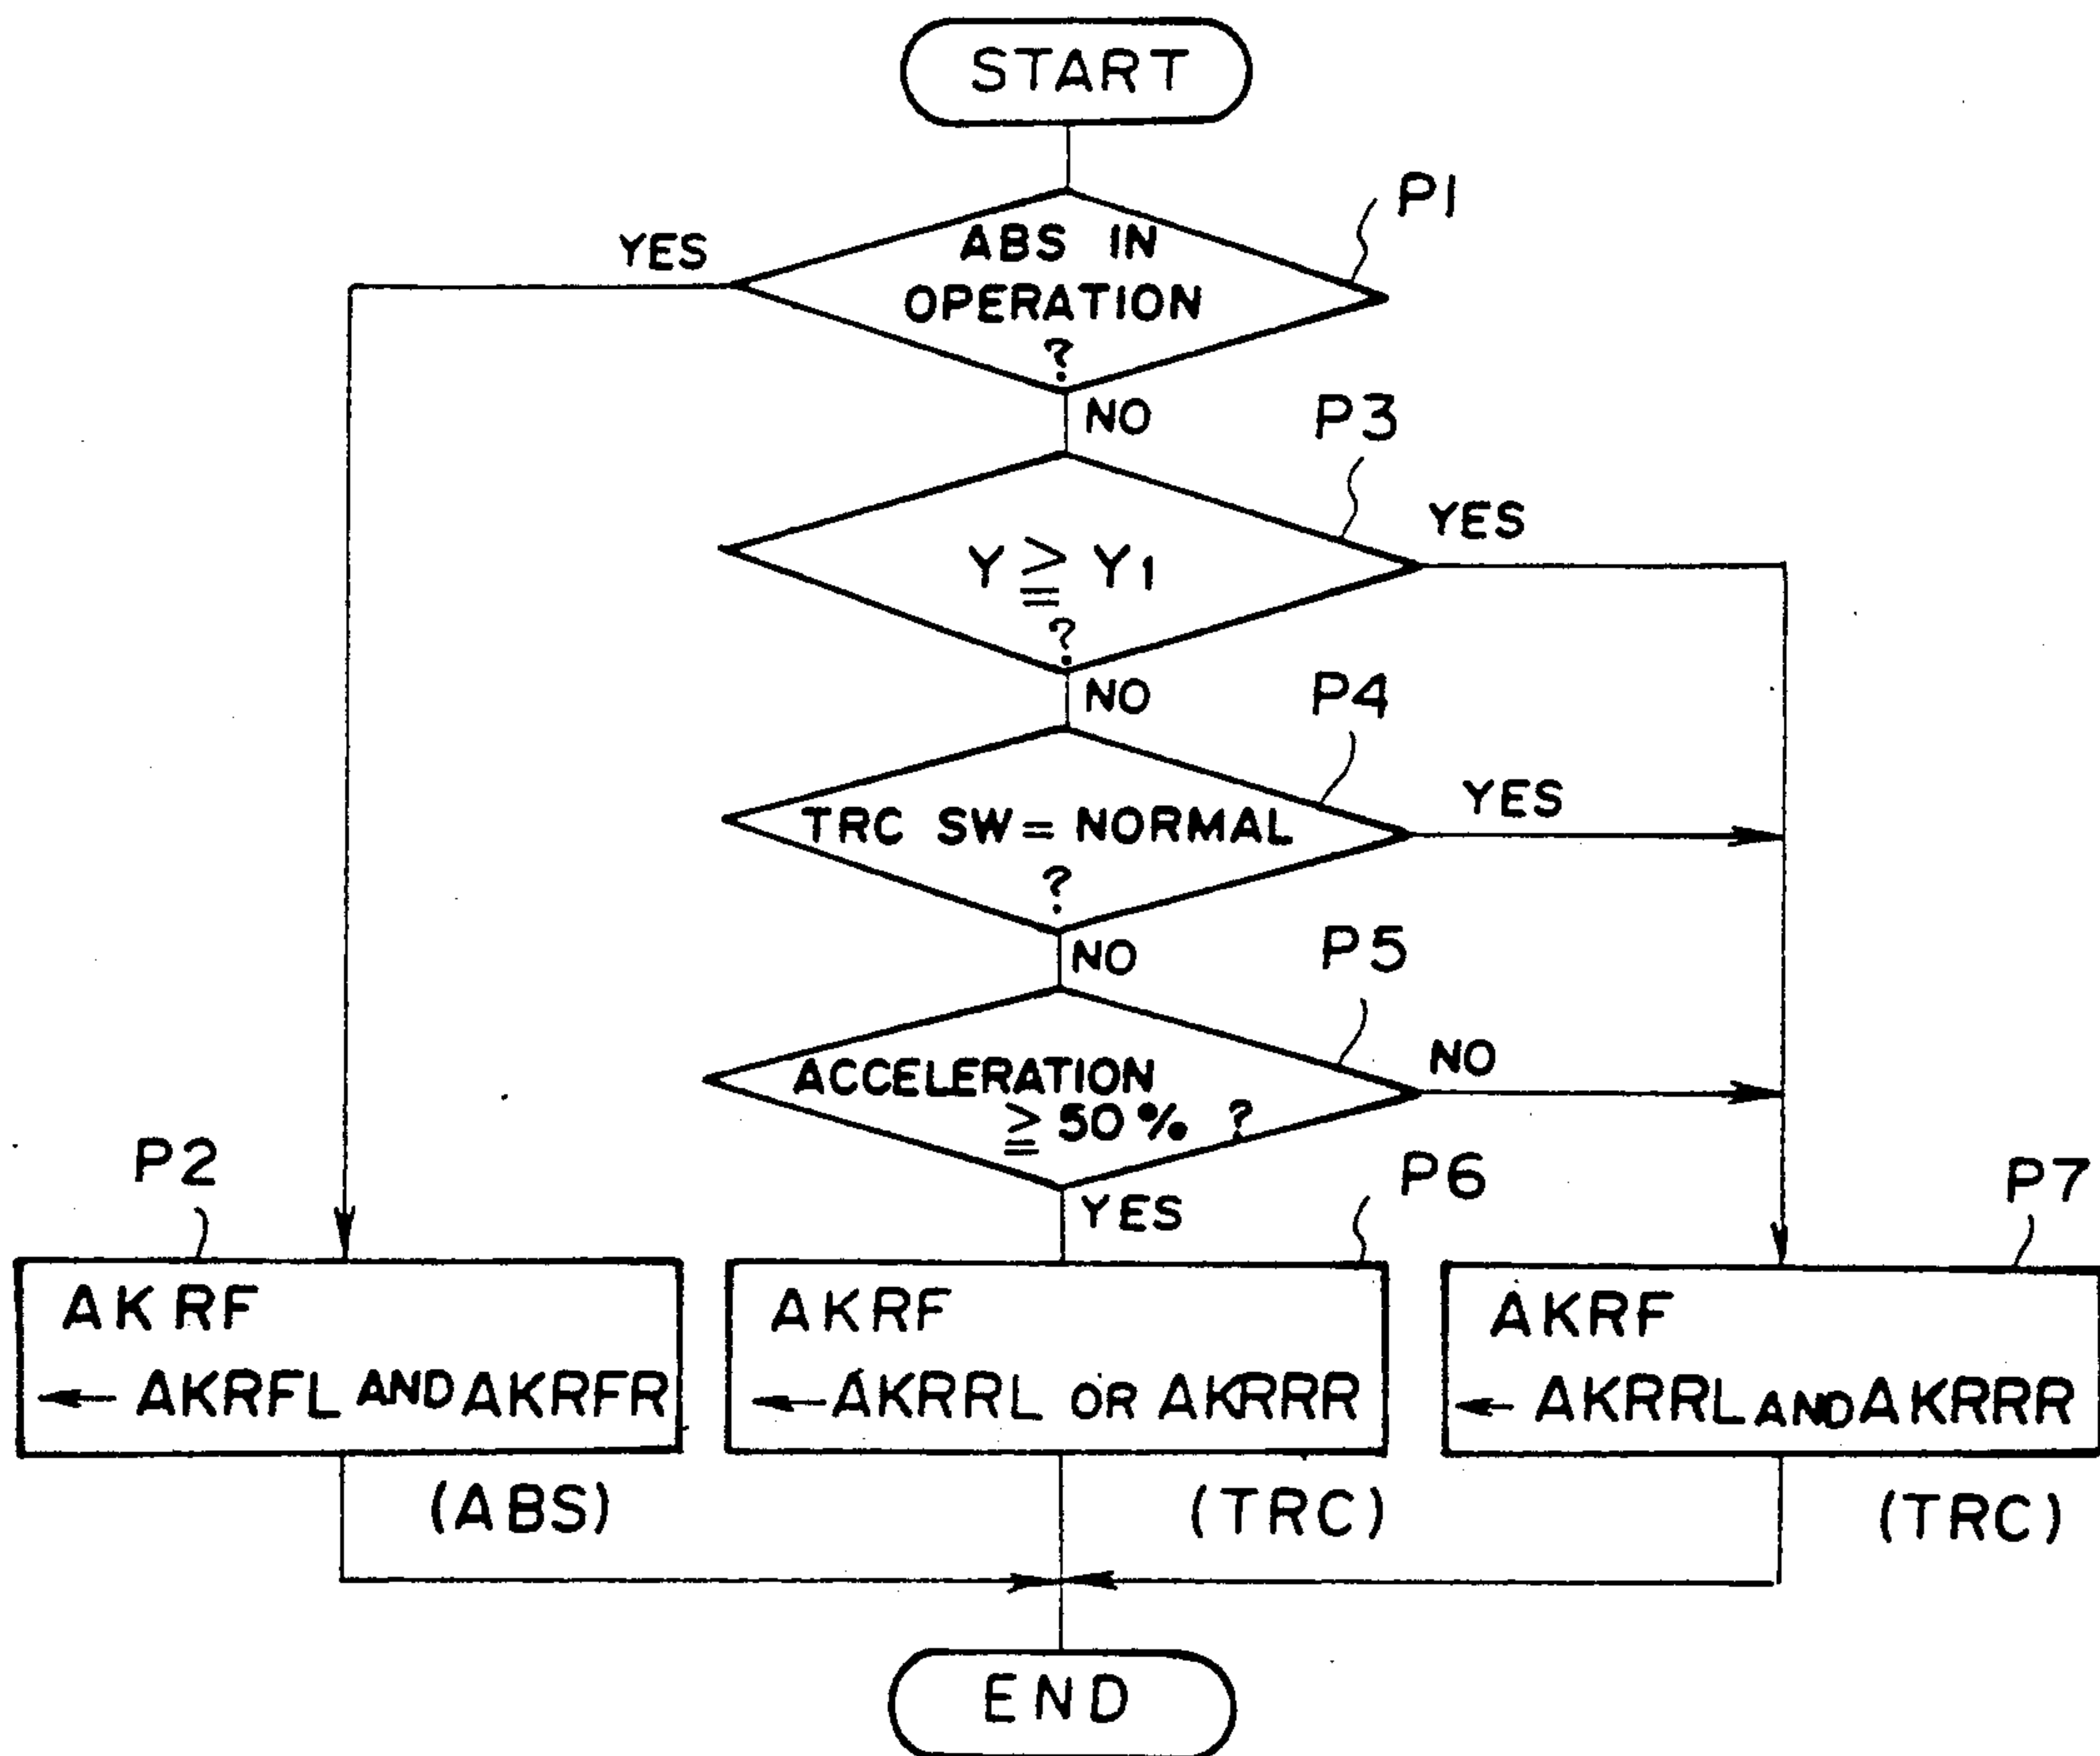 START
P1
YES
ABS IN
OPERATION
?
NO
P3
YES
Y ≧ Y1
?
NO
P4
YES
TRC SW = NORMAL
?
NO
P5
NO
ACCELERATION
≧ 50% ?
YES
P2
P6
P7
AKRF
← AKRFL AND AKRFR
AKRF
← AKRRL OR AKRRR
AKRF
← AKRRL AND AKRRR
(ABS)
(TRC)
(TRC)
END